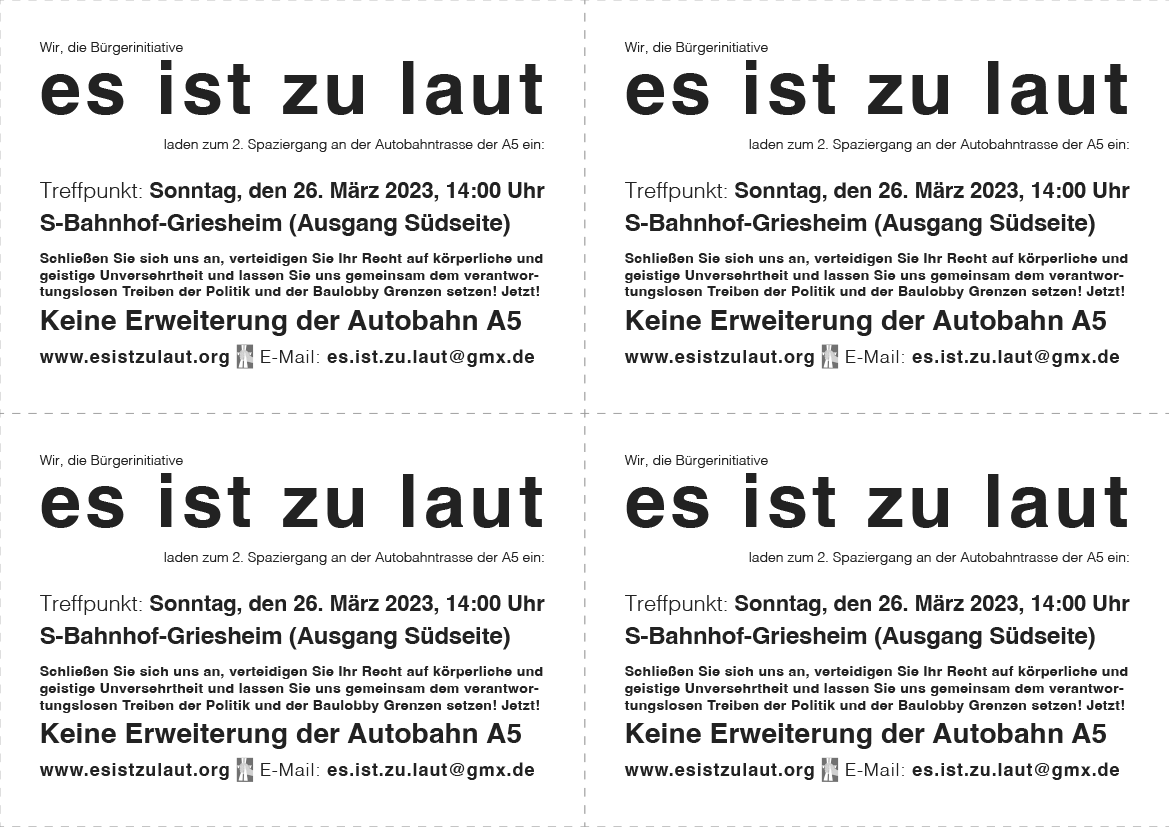 Wir, die Bürgerinitiative
es ist zu laut
laden zum 2. Spaziergang an der Autobahntrasse der A5 ein:
Treffpunkt: Sonntag, den 26. März 2023, 14:00 Uhr
S-Bahnhof-Griesheim (Ausgang Südseite)
Schließen Sie sich uns an, verteidigen Sie Ihr Recht auf körperliche und
geistige Unversehrtheit und lassen Sie uns gemeinsam dem verantwor-
tungslosen Treiben der Politik und der Baulobby Grenzen setzen! Jetzt!
Keine Erweiterung der Autobahn A5
www.esistzulaut.org E-Mail: es.ist.zu.laut@gmx.de
Wir, die Bürgerinitiative
es ist zu laut
laden zum 2. Spaziergang an der Autobahntrasse der A5 ein:
Treffpunkt: Sonntag, den 26. März 2023, 14:00 Uhr
S-Bahnhof-Griesheim (Ausgang Südseite)
Schließen Sie sich uns an, verteidigen Sie Ihr Recht auf körperliche und
geistige Unversehrtheit und lassen Sie uns gemeinsam dem verantwor-
tungslosen Treiben der Politik und der Baulobby Grenzen setzen! Jetzt!
Keine Erweiterung der Autobahn A5
www.esistzulaut.org E-Mail: es.ist.zu.laut@gmx.de
Wir, die Bürgerinitiative
es ist zu laut
laden zum 2. Spaziergang an der Autobahntrasse der A5 ein:
Treffpunkt: Sonntag, den 26. März 2023, 14:00 Uhr
S-Bahnhof-Griesheim (Ausgang Südseite)
Schließen Sie sich uns an, verteidigen Sie Ihr Recht auf körperliche und
geistige Unversehrtheit und lassen Sie uns gemeinsam dem verantwor-
tungslosen Treiben der Politik und der Baulobby Grenzen setzen! Jetzt!
Keine Erweiterung der Autobahn A5
www.esistzulaut.org E-Mail: es.ist.zu.laut@gmx.de
Wir, die Bürgerinitiative
es ist zu laut
laden zum 2. Spaziergang an der Autobahntrasse der A5 ein:
Treffpunkt: Sonntag, den 26. März 2023, 14:00 Uhr
S-Bahnhof-Griesheim (Ausgang Südseite)
Schließen Sie sich uns an, verteidigen Sie Ihr Recht auf körperliche und
geistige Unversehrtheit und lassen Sie uns gemeinsam dem verantwor-
tungslosen Treiben der Politik und der Baulobby Grenzen setzen! Jetzt!
Keine Erweiterung der Autobahn A5
www.esistzulaut.org E-Mail: es.ist.zu.laut@gmx.de